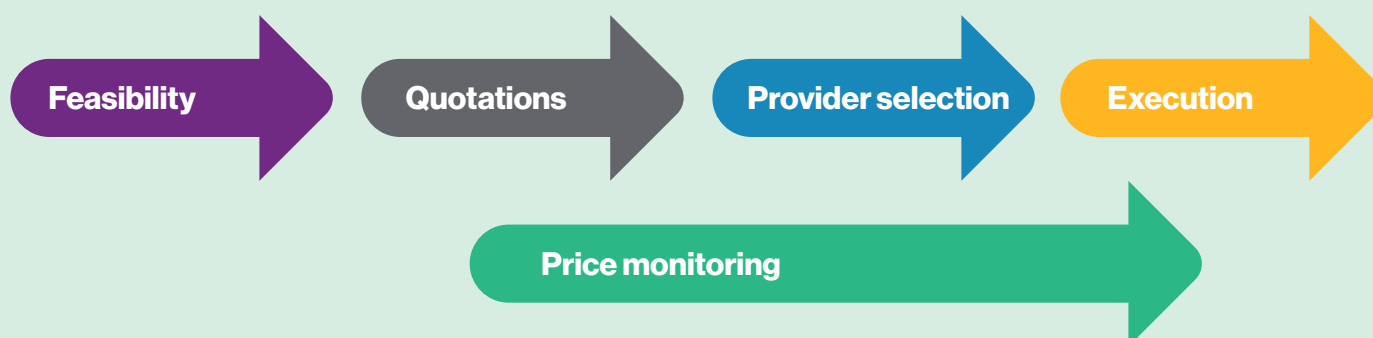 Feasibility
Quotations
Provider selection
Execution
Price monitoring